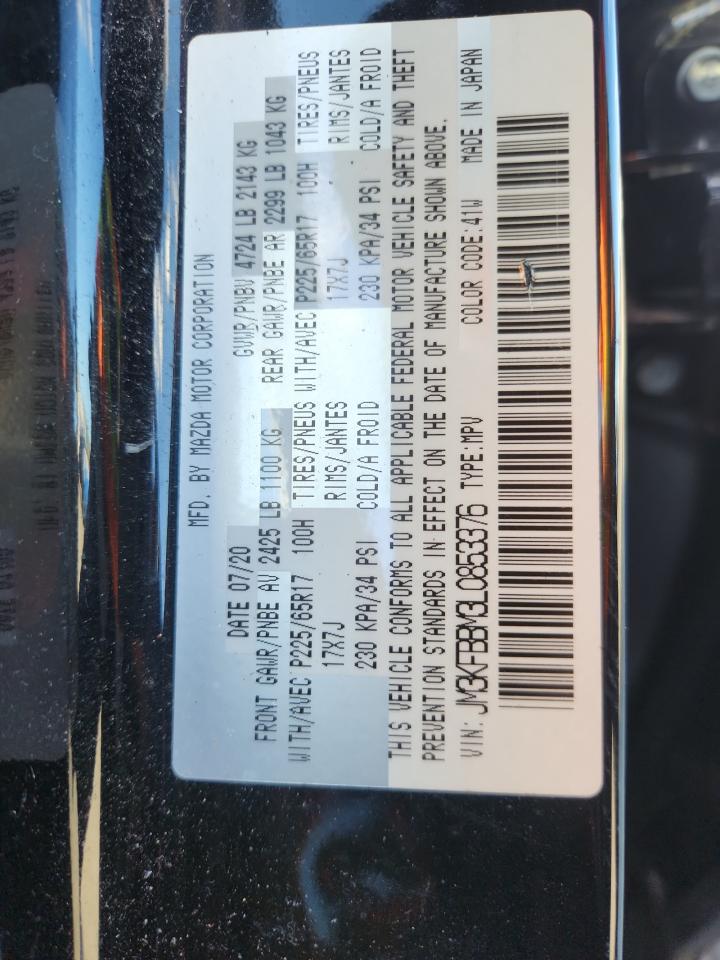 MFD. BY MAZDA MOTOR CORPORATION
DATE 07/20 GVWR/PNBV 4724 LB 2143 KG
FRONT GAWR/PNBE AV 2425 LB 1100 KG REAR GAWR/PNBE AR 2299 LB 1043 KG
WITH/AVEC P225/65R17 100H TIRES/PNEUS WITH/AVEC P225/65R17 100H TIRES/PNEUS
17X7J RIMS/JANTES 17X7J RIMS/JANTES
230 KPA/34 PSI COLD/A FROID 230 KPA/34 PSI COLD/A FROID
THIS VEHICLE CONFORMS TO ALL APPLICABLE FEDERAL MOTOR VEHICLE SAFETY AND THEFT
PREVENTION STANDARDS IN EFFECT ON THE DATE OF MANUFACTURE SHOWN ABOVE.
VIN: JM3KFBBM3L0853376 TYPE:MPV COLOR CODE:41W MADE IN JAPAN